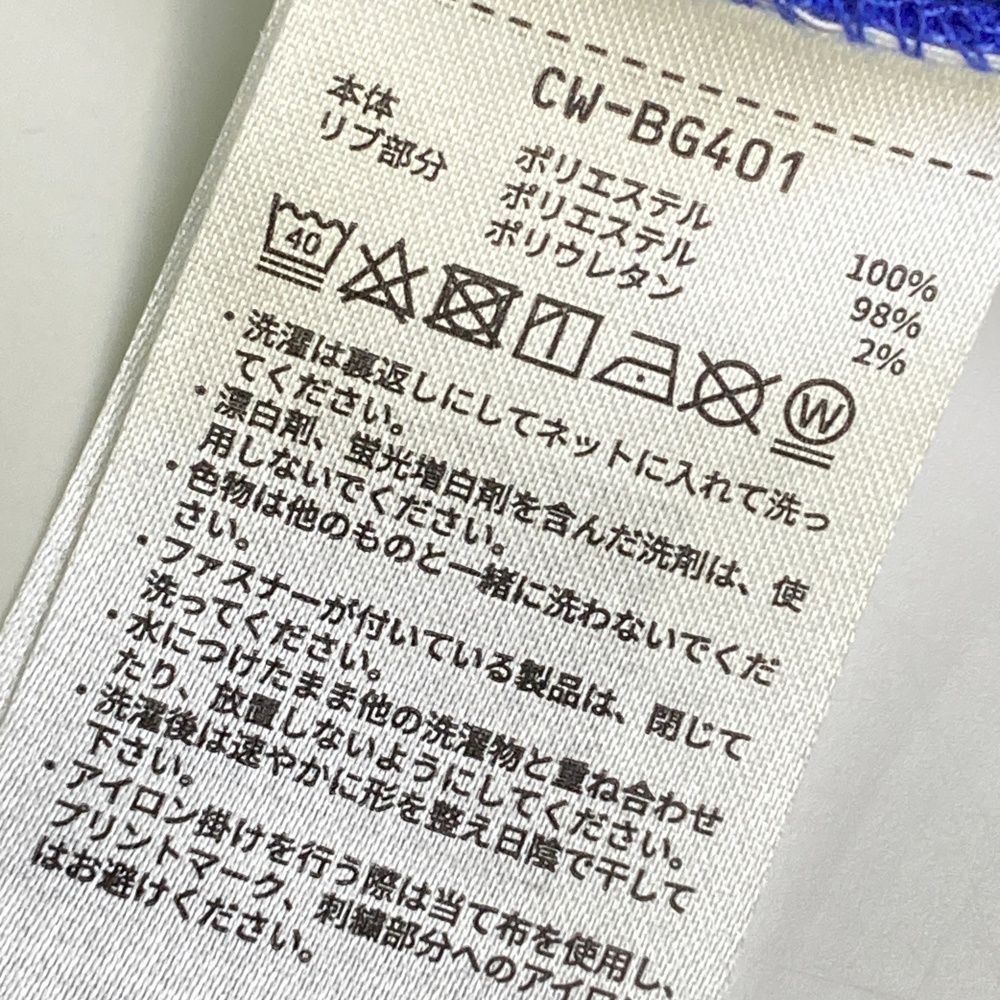 CW-BG401
本体 ポリエステル 100%
リブ部分 ポリエステル 98%
ポリウレタン 2%
40
W
・洗濯は裏返しにしてネットに入れて洗っ
てください。
・漂白剤、蛍光増白剤を含んだ洗剤は、使
用しないでください。
・色物は他のものと一緒に洗わないでくだ
さい。
・ファスナーが付いている製品は、閉じて
洗ってください。
・水につけたまま他の洗濯物と重ね合わせ
たり、放置しないようにしてください。
・洗濯後は速やかに形を整え日陰で干して
下さい。
・アイロン掛けを行う際は当て布を使用し、
プリントマーク、刺繍部分へのアイロン
はお避けください。